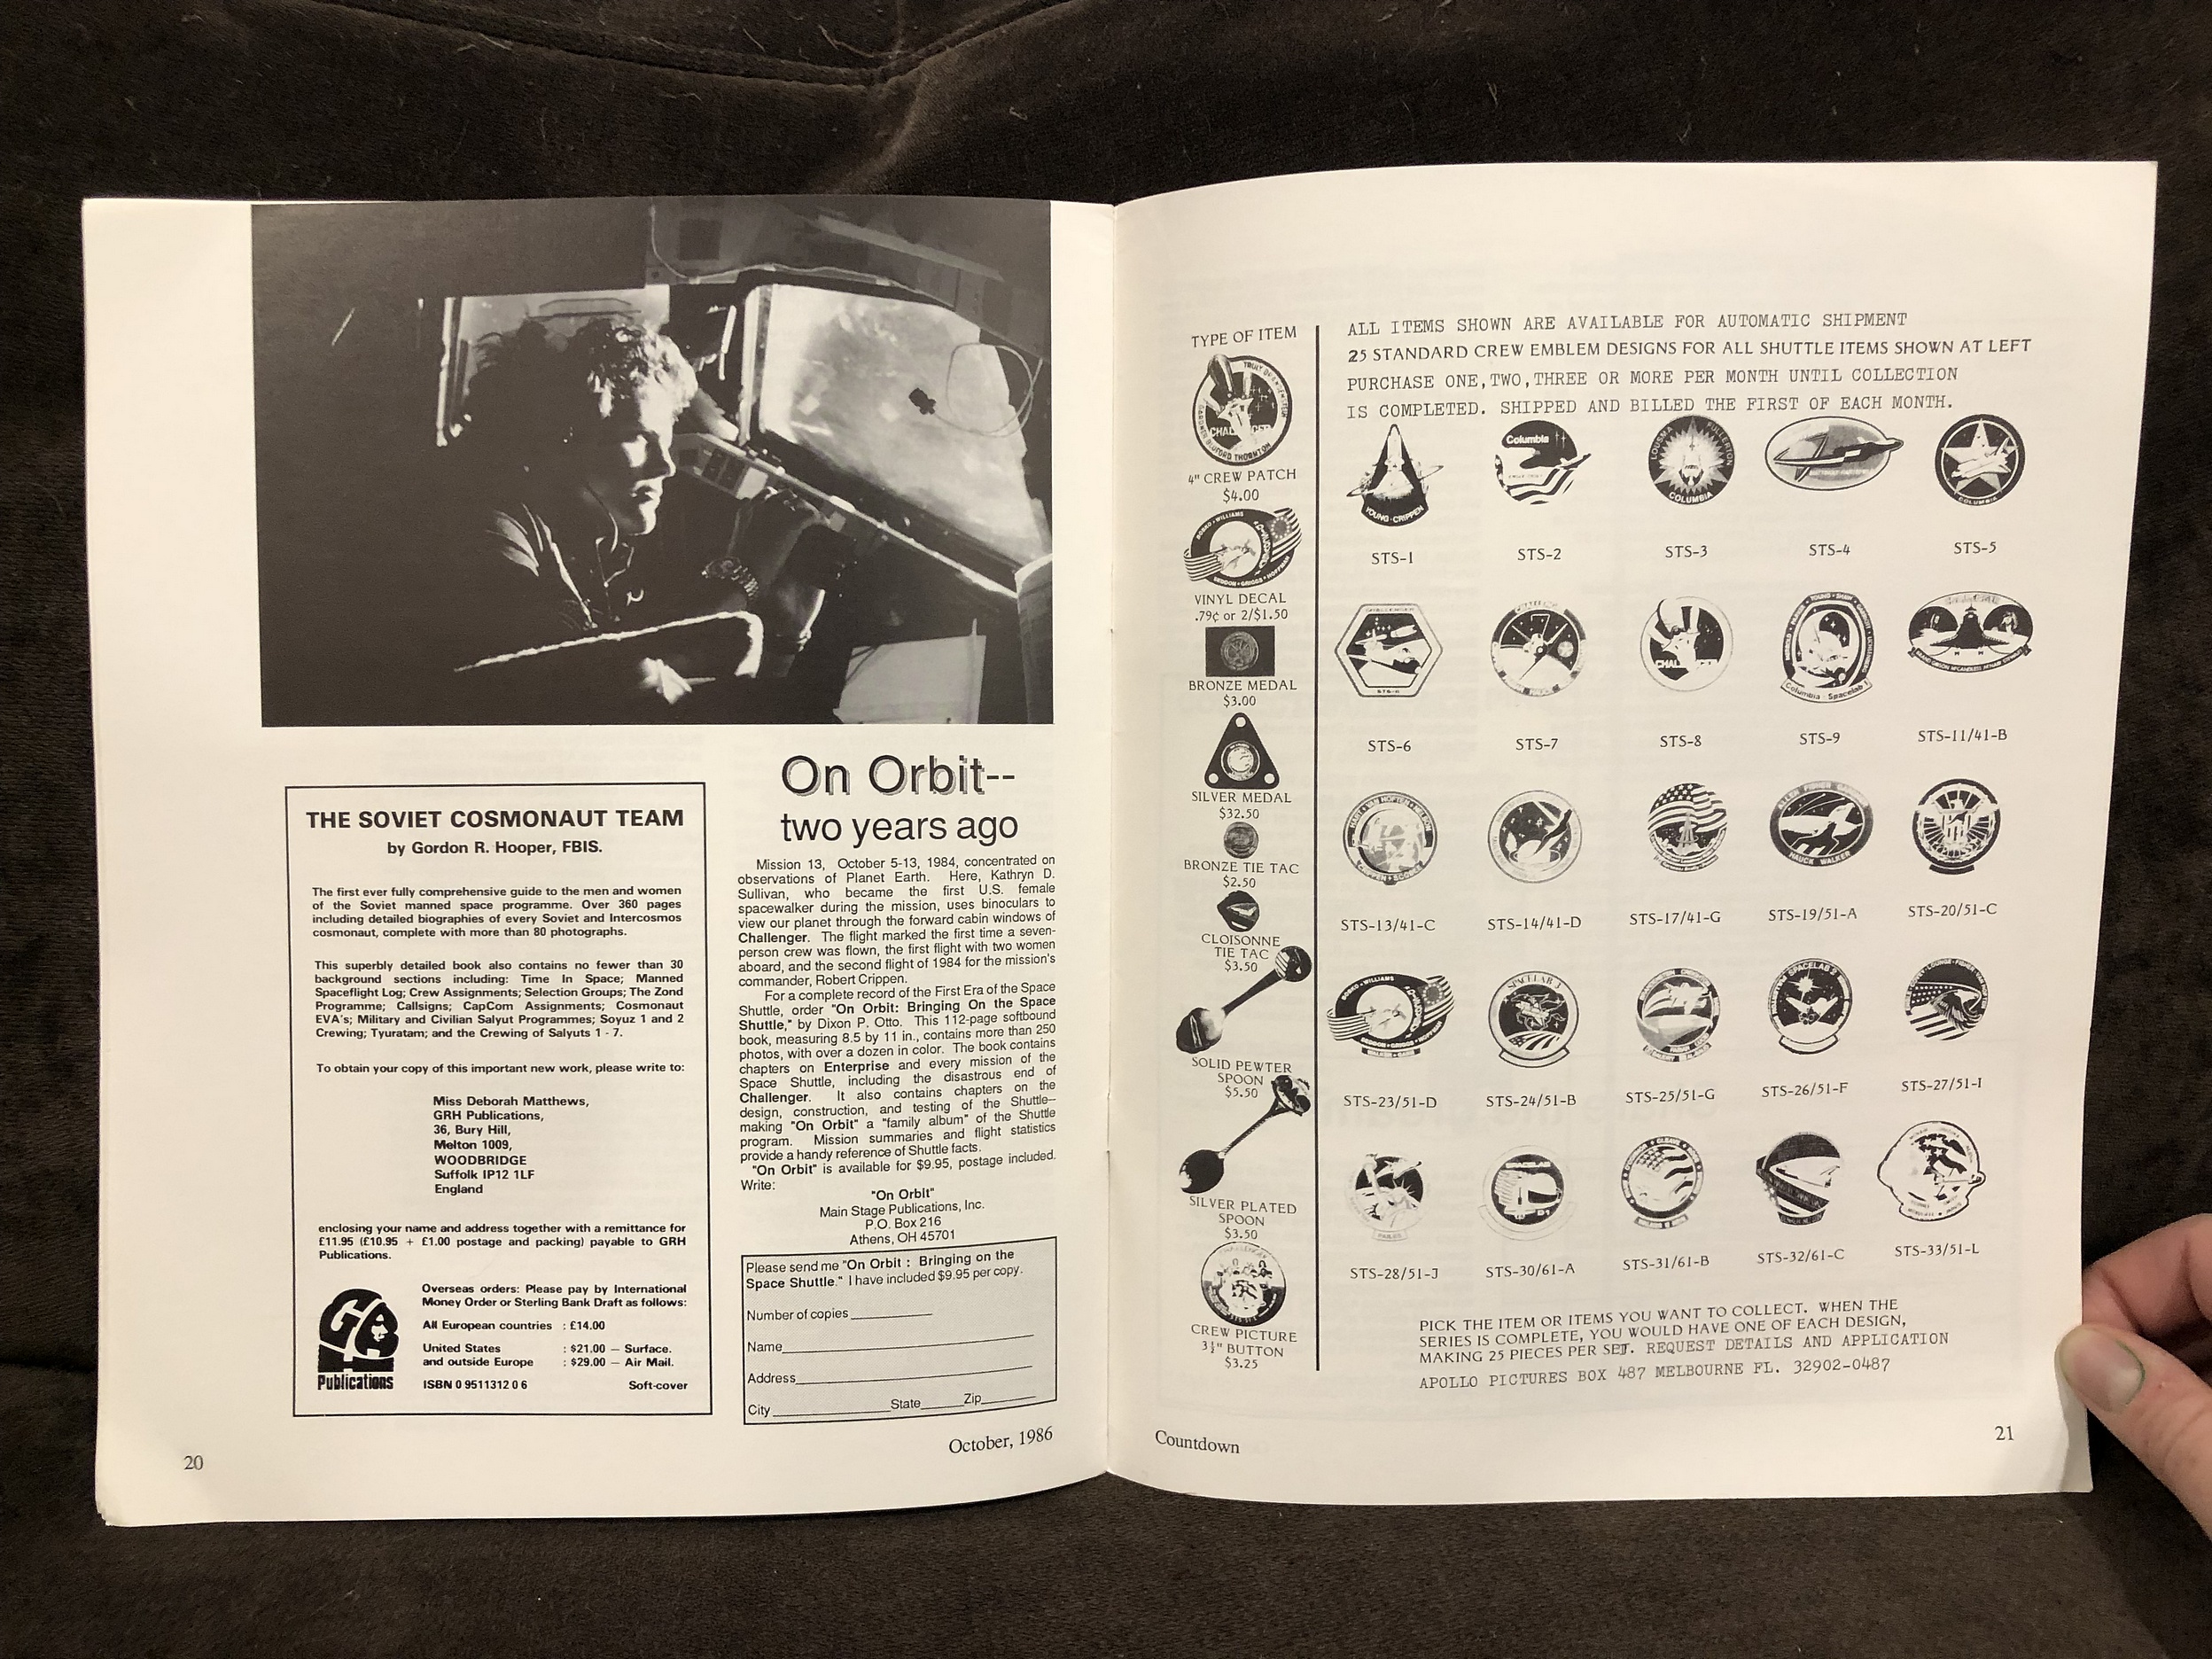 THE SOVIET COSMONAUT TEAM
by Gordon R. Hooper, FBIS.
The first ever fully comprehensive guide to the men and women
of the Soviet manned space programme. Over 360 pages
including detailed biographies of every Soviet and Intercosmos
cosmonaut, complete with more than 80 photographs.
This superbly detailed book also contains no fewer than 30
background sections including: Time In Space; Manned
Spaceflight Log; Crew Assignments; Selection Groups; The Zond
Programme; Callsigns; CapCom Assignments; Cosmonaut
EVA's; Military and Civilian Salyut Programmes; Soyuz 1 and 2
Crewing; Tyuratam; and the Crewing of Salyuts 1 - 7.
To obtain your copy of this important new work, please write to:
Miss Deborah Matthews,
GRH Publications,
36, Bury Hill,
Melton 1009,
WOODBRIDGE
Suffolk IP12 1LF
England
enclosing your name and address together with a remittance for
£11.95 (£10.95 + £1.00 postage and packing) payable to GRH
Publications.
GRH
Publications
Overseas orders: Please pay by International
Money Order or Sterling Bank Draft as follows:
All European countries : £14.00
United States : $21.00 — Surface.
and outside Europe : $29.00 — Air Mail.
ISBN 0 9511312 0 6 Soft-cover
On Orbit--
two years ago
Mission 13, October 5-13, 1984, concentrated on
observations of Planet Earth. Here, Kathryn D.
Sullivan, who became the first U.S. female
spacewalker during the mission, uses binoculars to
view our planet through the forward cabin windows of
Challenger. The flight marked the first time a seven-
person crew was flown, the first flight with two women
aboard, and the second flight of 1984 for the mission's
commander, Robert Crippen.
For a complete record of the First Era of the Space
Shuttle, order "On Orbit: Bringing On the Space
Shuttle," by Dixon P. Otto. This 112-page softbound
book, measuring 8.5 by 11 in., contains more than 250
photos, with over a dozen in color. The book contains
chapters on Enterprise and every mission of the
Space Shuttle, including the disastrous end of
Challenger. It also contains chapters on the
design, construction, and testing of the Shuttle--
making "On Orbit" a "family album" of the Shuttle
program. Mission summaries and flight statistics
provide a handy reference of Shuttle facts.
"On Orbit" is available for $9.95, postage included.
Write:
"On Orbit"
Main Stage Publications, Inc.
P.O. Box 216
Athens, OH 45701
Please send me "On Orbit : Bringing on the
Space Shuttle." I have included $9.95 per copy.
Number of copies
Name
Address
City State Zip
20
October, 1986
TYPE OF ITEM
CHALLENGER
4" CREW PATCH
$4.00
BOBKO • WILLIAMS
SEDDON • GRIGGS • HOFFMAN
VINYL DECAL
.79¢ or 2/$1.50
BRONZE MEDAL
$3.00
SILVER MEDAL
$32.50
BRONZE TIE TAC
$2.50
CLOISONNE
TIE TAC
$3.50
SOLID PEWTER
SPOON
$5.50
SILVER PLATED
SPOON
$3.50
CREW PICTURE
3½" BUTTON
$3.25
ALL ITEMS SHOWN ARE AVAILABLE FOR AUTOMATIC SHIPMENT
25 STANDARD CREW EMBLEM DESIGNS FOR ALL SHUTTLE ITEMS SHOWN AT LEFT
PURCHASE ONE,TWO,THREE OR MORE PER MONTH UNTIL COLLECTION
IS COMPLETED. SHIPPED AND BILLED THE FIRST OF EACH MONTH.
YOUNG • CRIPPEN
Columbia
LOUSMA FULLERTON
COLUMBIA
COLUMBIA
STS-1 STS-2 STS-3 STS-4 STS-5
STS-6
CHALLENGER
Columbia Spacelab 1
STS-6 STS-7 STS-8 STS-9 STS-11/41-B
HAUCK WALKER
STS-13/41-C STS-14/41-D STS-17/41-G STS-19/51-A STS-20/51-C
BOBKO • WILLIAMS
SPACELAB 3
SPACELAB 2
STS-23/51-D STS-24/51-B STS-25/51-G STS-26/51-F STS-27/51-I
D1
STS-28/51-J STS-30/61-A STS-31/61-B STS-32/61-C STS-33/51-L
PICK THE ITEM OR ITEMS YOU WANT TO COLLECT. WHEN THE
SERIES IS COMPLETE, YOU WOULD HAVE ONE OF EACH DESIGN,
MAKING 25 PIECES PER SET. REQUEST DETAILS AND APPLICATION
APOLLO PICTURES BOX 487 MELBOURNE FL. 32902-0487
Countdown
21